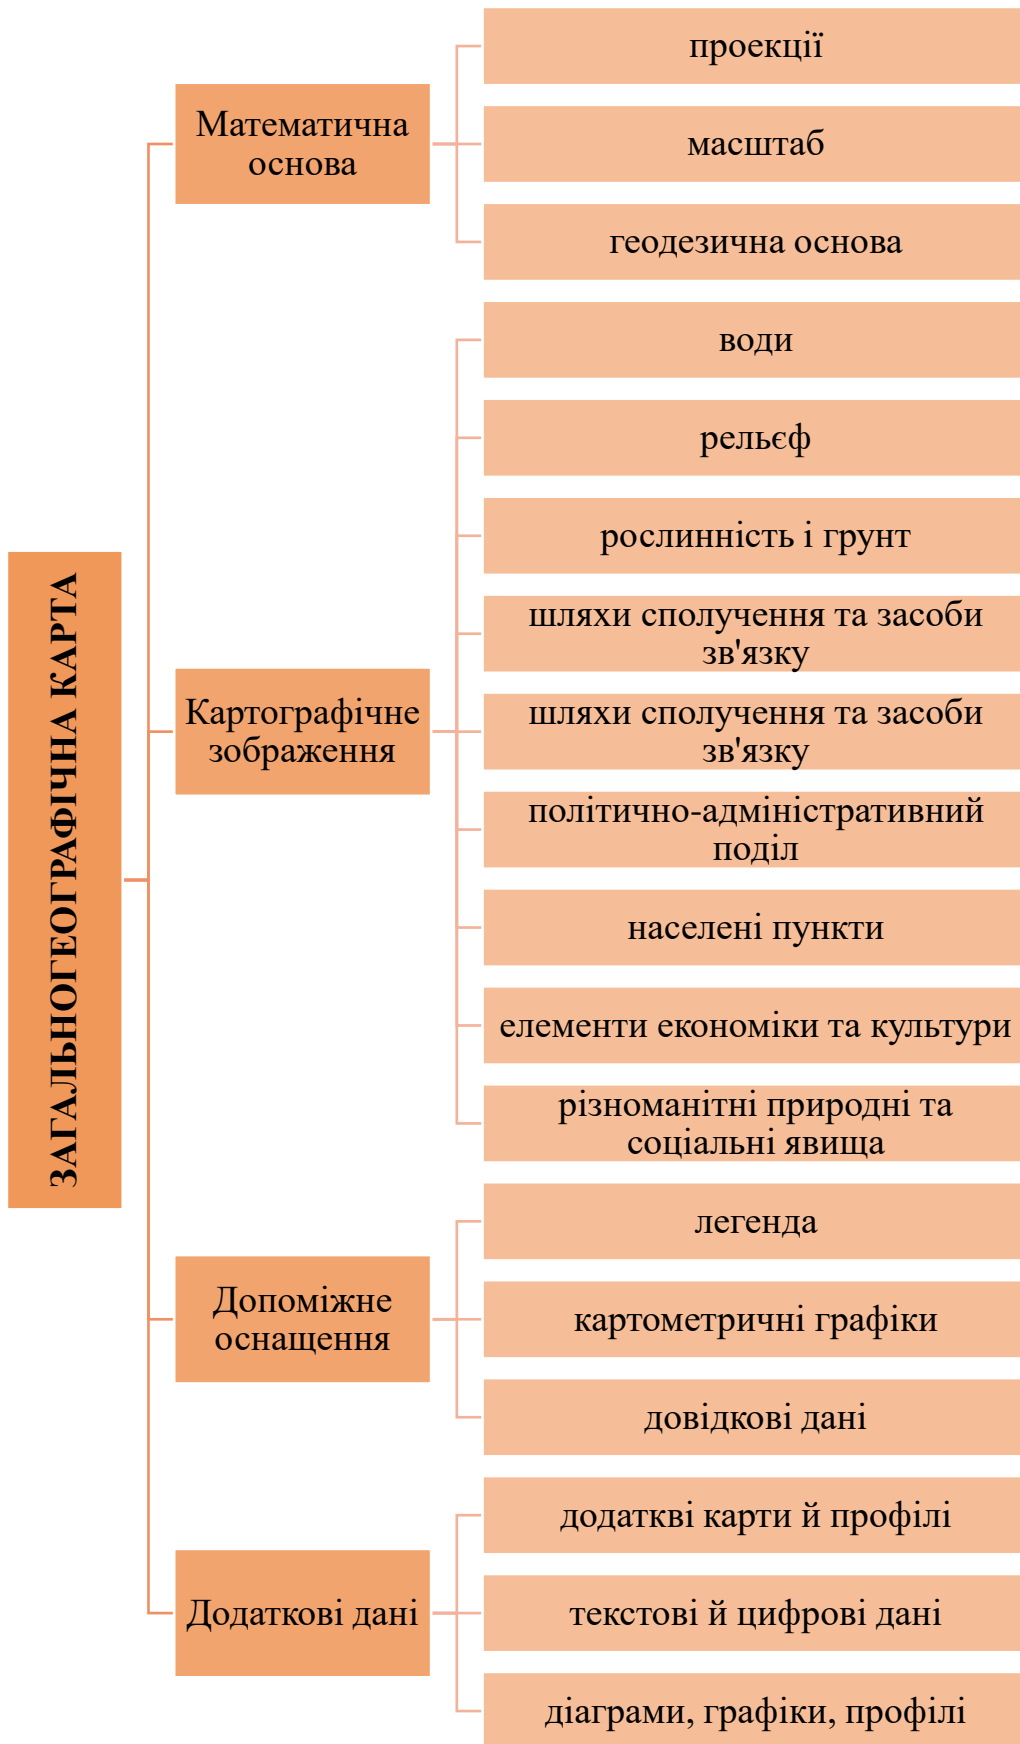 ЗАГАЛЬНОГЕОГРАФІЧНА КАРТА
Математична
основа
проекції
масштаб
геодезична основа
Картографічне
зображення
води
рельєф
рослинність і грунт
шляхи сполучення та засоби
зв'язку
шляхи сполучення та засоби
зв'язку
політично-адміністративний
поділ
населені пункти
елементи економіки та культури
різноманітні природні та
соціальні явища
Допоміжне
оснащення
легенда
картометричні графіки
довідкові дані
Додаткові дані
додаткві карти й профілі
текстові й цифрові дані
діаграми, графіки, профілі